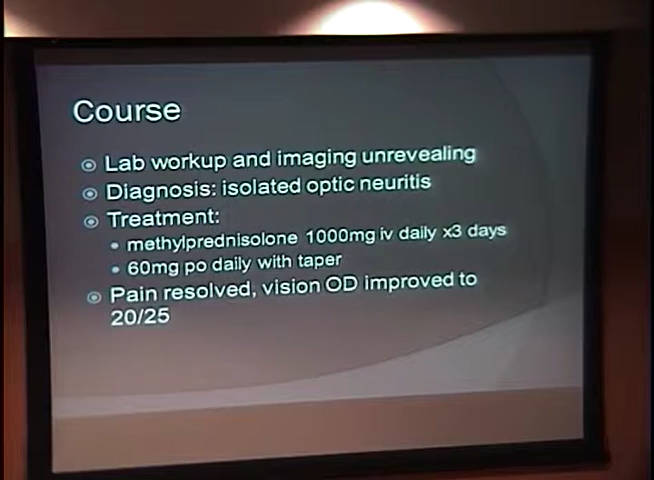 Course
Lab workup and imaging unrevealing
Diagnosis: isolated optic neuritis
Treatment:
methylprednisolone 1000mg iv daily x3 days
60mg po daily with taper
Pain resolved, vision OD improved to
20/25